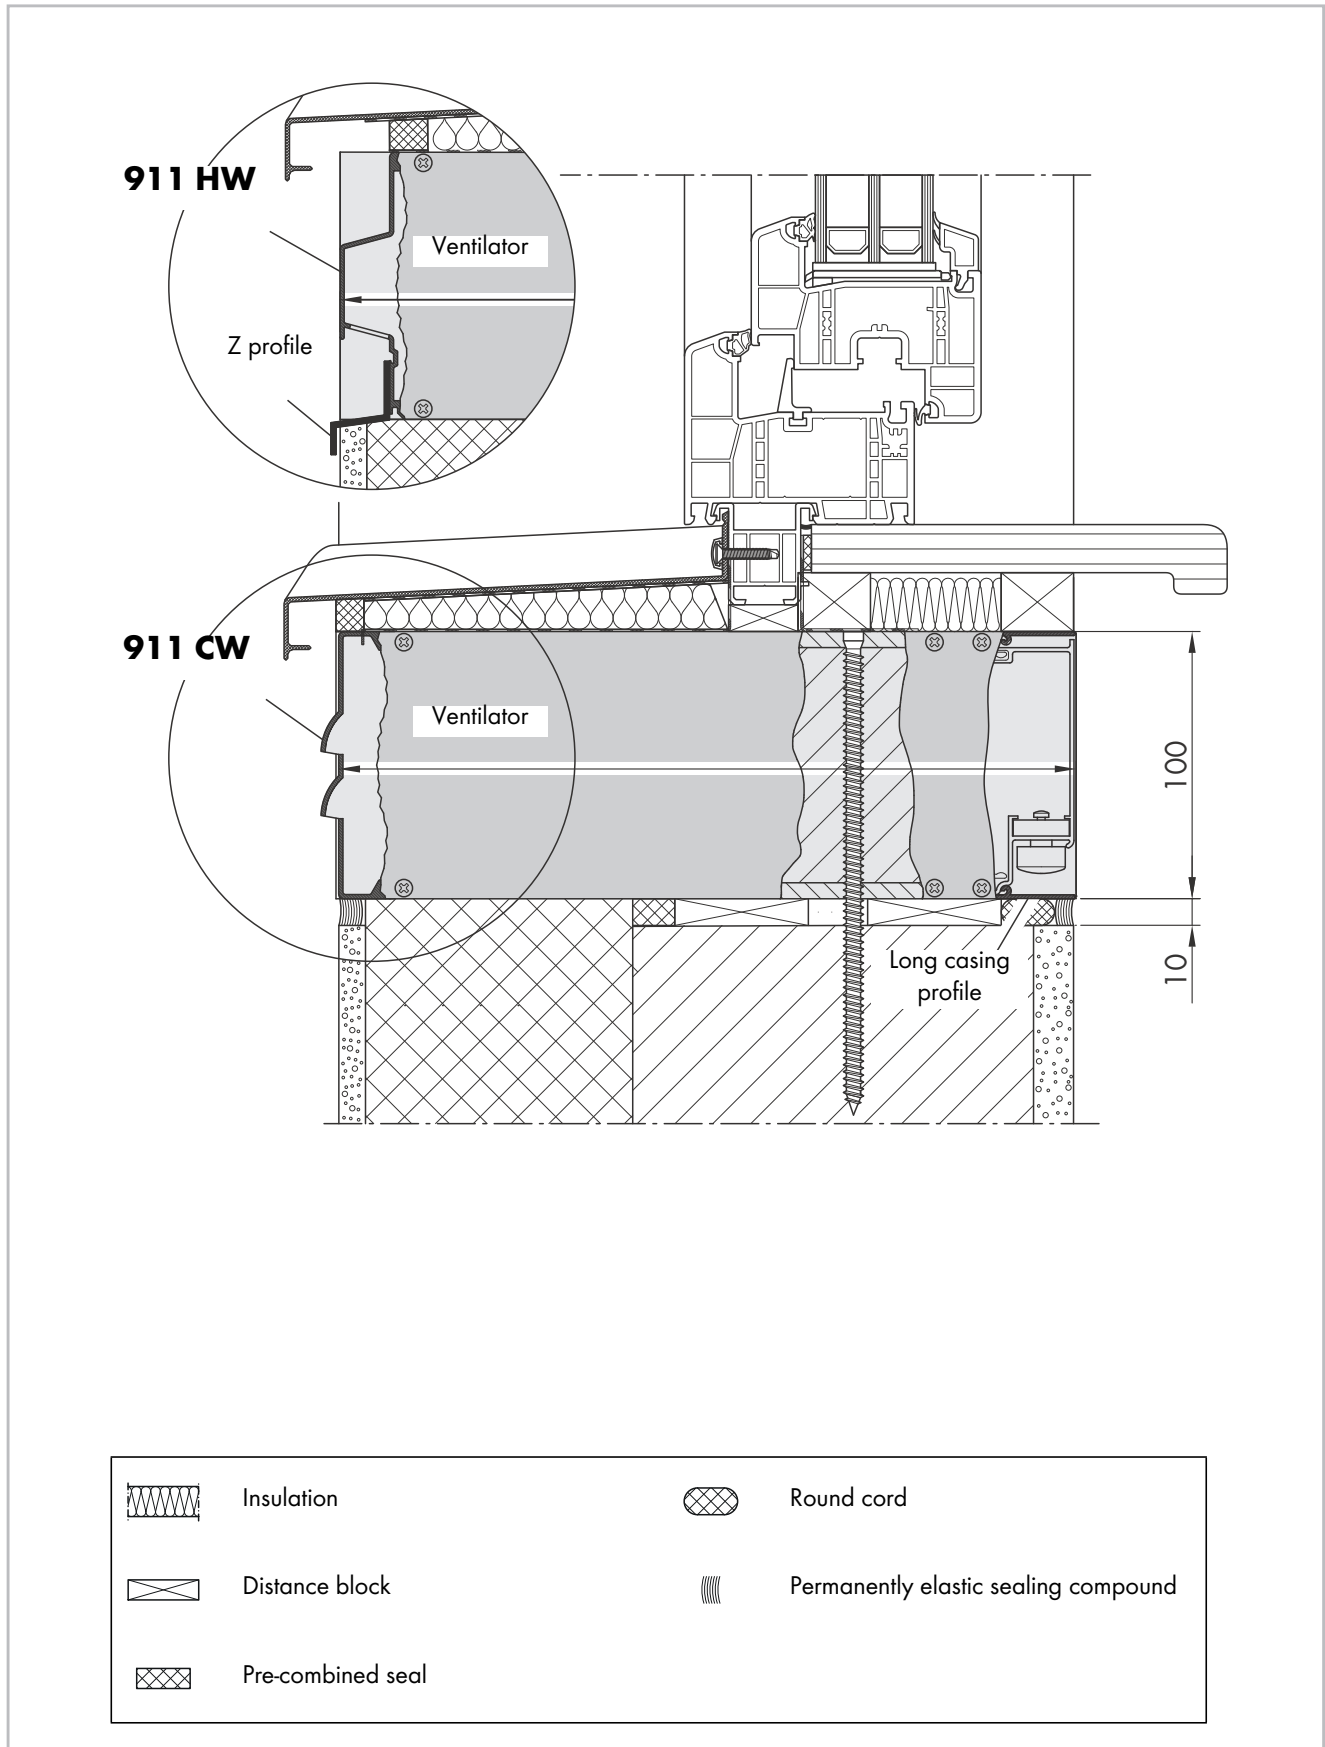 911 HW
Ventilator
Z profile
911 CW
Ventilator
100
Long casing
profile
10
Insulation
Round cord
Distance block
Permanently elastic sealing compound
Pre-combined seal